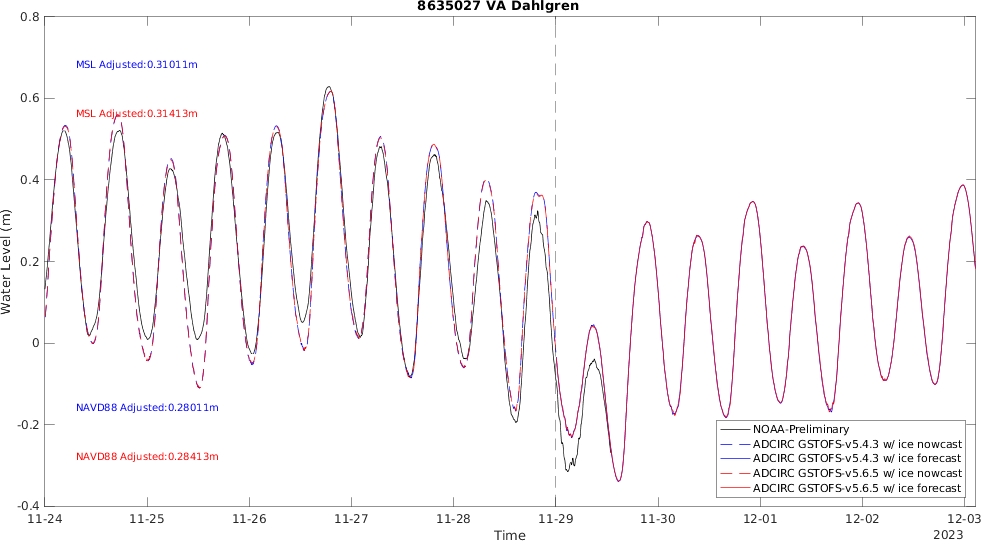 8635027 VA Dahlgren
0.8
0.6
0.4
0.2
0
-0.2
-0.4
Water Level (m)
MSL Adjusted:0.31011m
MSL Adjusted:0.31413m
NAVD88 Adjusted:0.28011m
NAVD88 Adjusted:0.28413m
NOAA-Preliminary
ADCIRC GSTOFS-v5.4.3 w/ ice nowcast
ADCIRC GSTOFS-v5.4.3 w/ ice forecast
ADCIRC GSTOFS-v5.6.5 w/ ice nowcast
ADCIRC GSTOFS-v5.6.5 w/ ice forecast
11-24 11-25 11-26 11-27 11-28 11-29 11-30 12-01 12-02 12-03
Time
2023